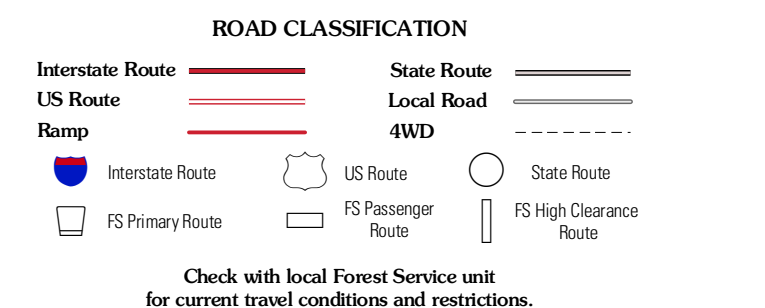 ROAD CLASSIFICATION
Interstate Route
State Route
US Route
Local Road
Ramp
4WD
Interstate Route
US Route
State Route
FS Primary Route
FS Passenger
Route
FS High Clearance
Route
Check with local Forest Service unit
for current travel conditions and restrictions.